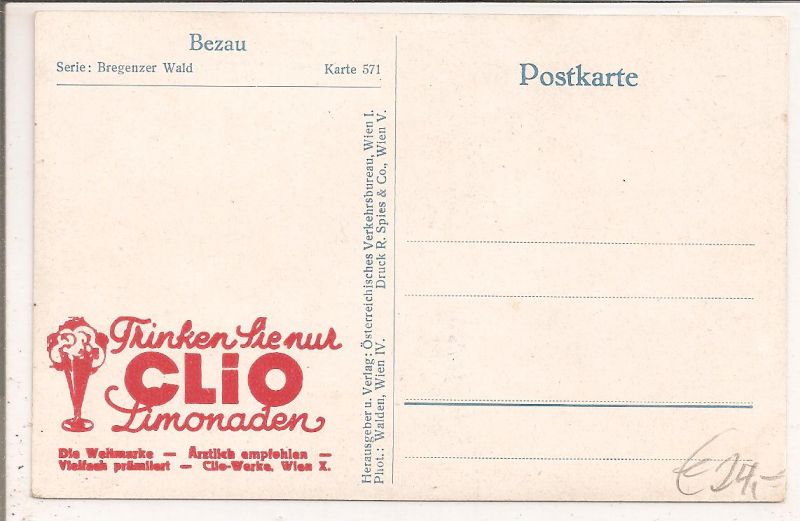 Bezau
Serie: Bregenzer Wald Karte 571
Trinken Sie nur
CLiO
Limonaden
Die Weltmarke — Ärztlich empfohlen —
Vielfach prämiiert — Clio-Werke, Wien X.
Herausgeber u. Verlag: Österreichisches Verkehrsbureau, Wien I.
Phot.: Walden, Wien IV. Druck R. Spies & Co., Wien V.
Postkarte
€ 24,-